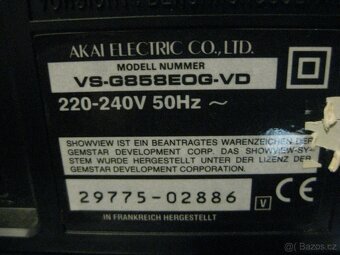 AKAI ELECTRIC CO., LTD.
MODELL NUMMER
VS-G858EOG-VD
220-240V 50Hz ~
SHOWVIEW IST EIN BEANTRAGTES WARENZEICHEN DER
GEMSTAR DEVELOPMENT CORP. DAS SHOWVIEW-SY-
STEM WURDE HERGESTELLT UNTER DER LIZENZ DER
GEMSTAR DEVELOPMENT CORP.
29775-02886
V
CE
IN FRANKREICH HERGESTELLT
Bazos.cz